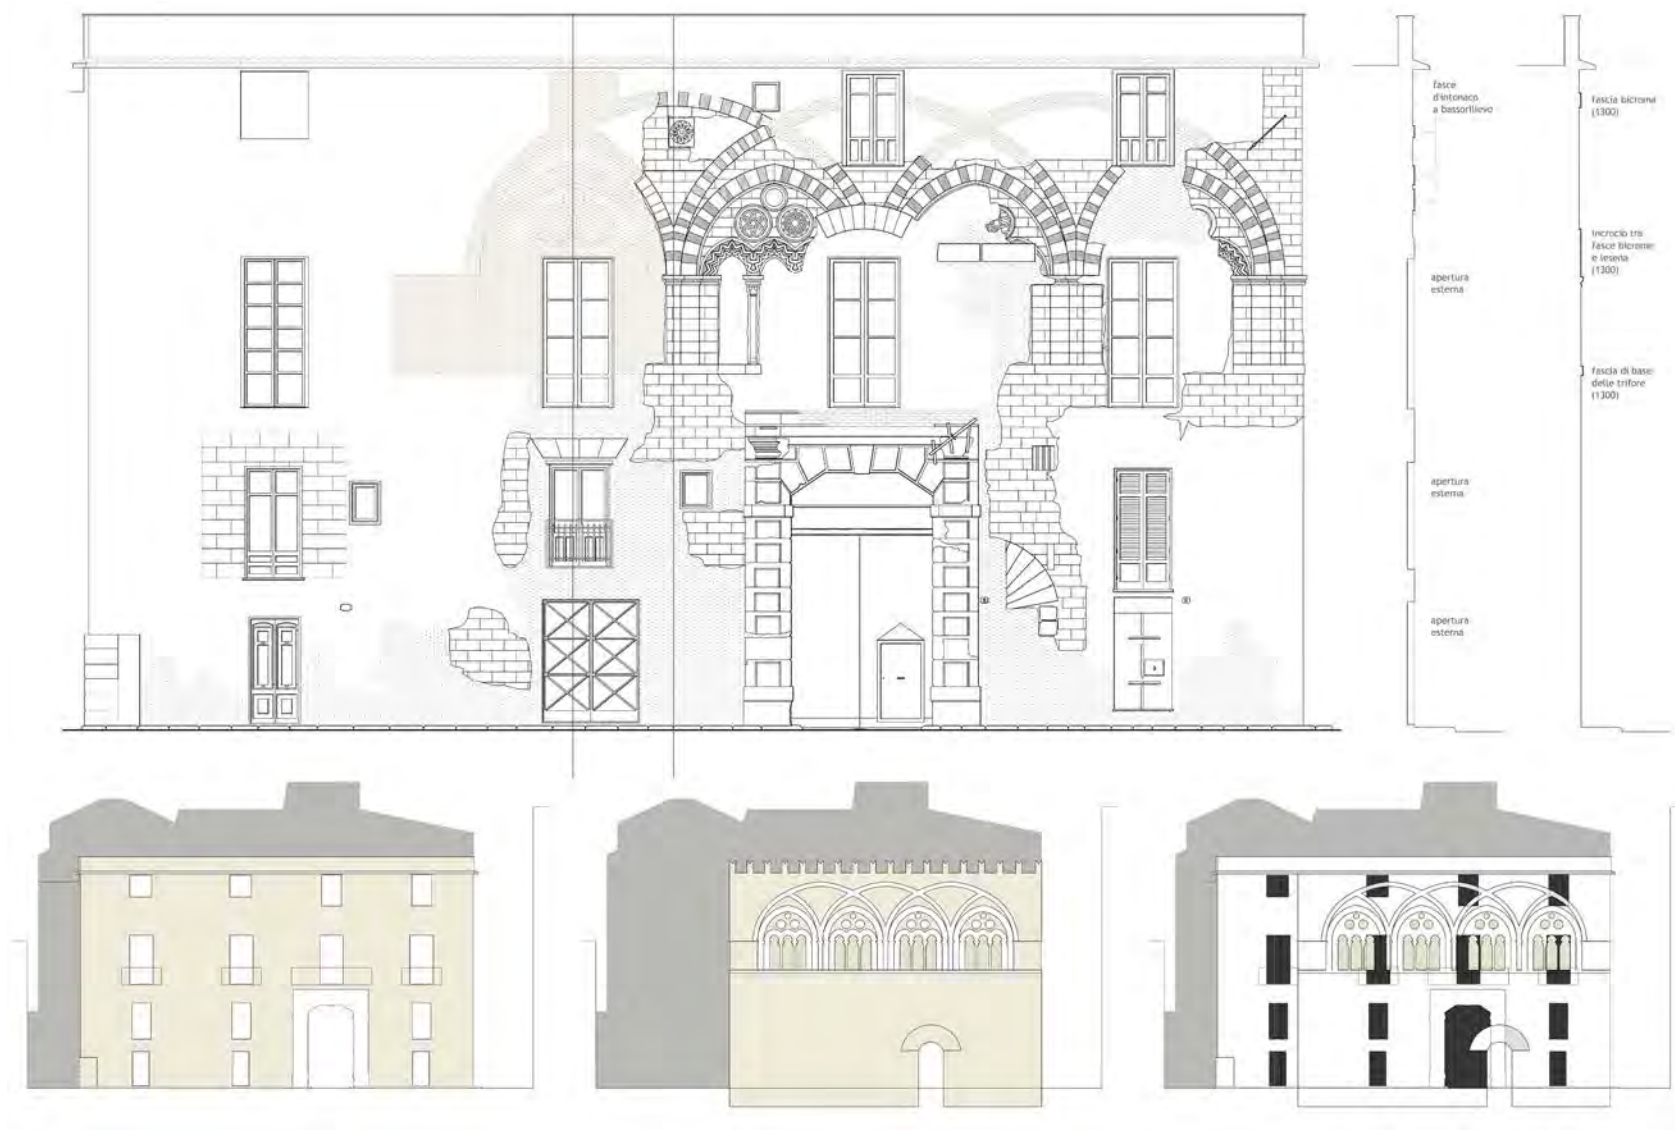 fasce
d'intonaco
a bassorilievo
apertura
esterna
apertura
esterna
apertura
esterna
fascia bicroma
(1300)
incrocio tra
fasce bicrome
e lesena
(1300)
fascia di base
delle trifore
(1300)